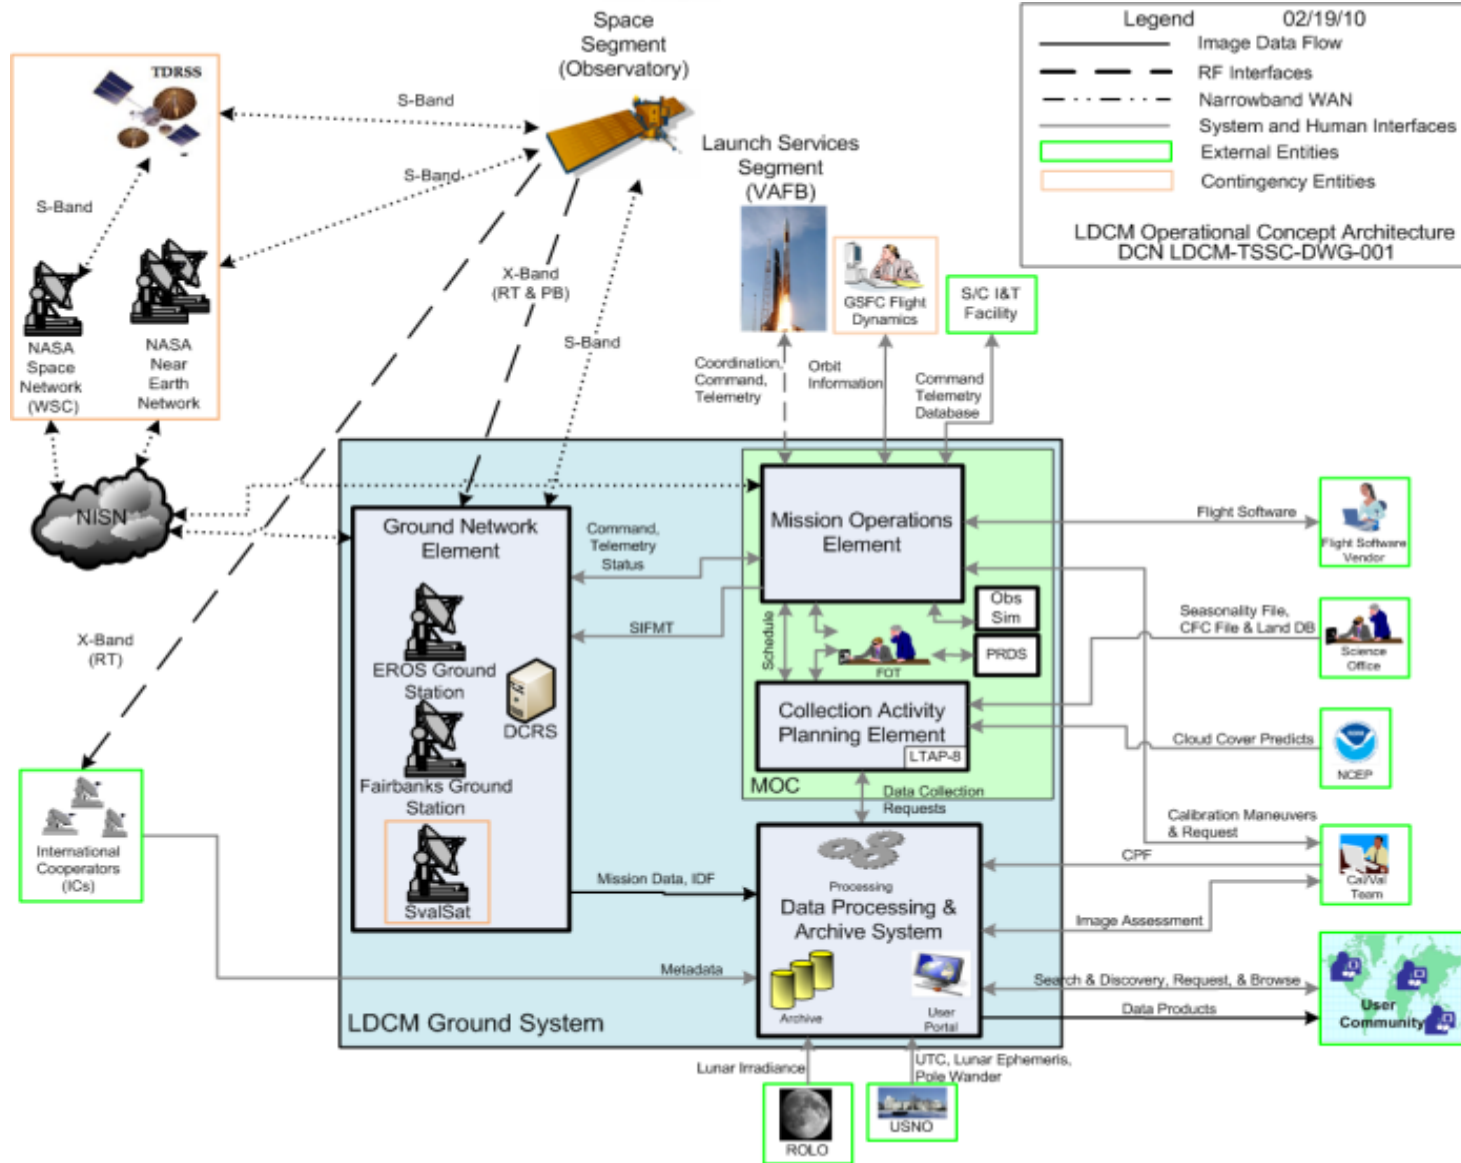 Space
Segment
(Observatory)
Legend 02/19/10
Image Data Flow
RF Interfaces
Narrowband WAN
System and Human Interfaces
External Entities
Contingency Entities
LDCM Operational Concept Architecture
DCN LDCM-TSSC-DWG-001
TDRSS
S-Band
S-Band
S-Band
NASA
Space
Network
(WSC)
NASA
Near
Earth
Network
X-Band
(RT & PB)
S-Band
Launch Services
Segment
(VAFB)
GSFC Flight
Dynamics
S/C I&T
Facility
Coordination,
Command,
Telemetry
Orbit
Information
Command
Telemetry
Database
NISN
Ground Network
Element
EROS Ground
Station
DCRS
Fairbanks Ground
Station
SvalSat
Command,
Telemetry
Status
SIFMT
Mission Operations
Element
Schedule
FOT
Obs
Sim
PRDS
Collection Activity
Planning Element
LTAP-8
MOC
Data Collection
Requests
Flight Software
Flight Software
Vendor
Seasonality File,
CFC File & Land DB
Science
Office
Cloud Cover Predicts
NCEP
Calibration Maneuvers
& Request
CPF
Cal/Val
Team
Image Assessment
X-Band
(RT)
International
Cooperators
(ICs)
Mission Data, IDF
Metadata
Processing
Data Processing &
Archive System
Archive
User
Portal
Search & Discovery, Request, & Browse
Data Products
User
Community
LDCM Ground System
Lunar Irradiance
UTC, Lunar Ephemeris,
Pole Wander
ROLO
USNO